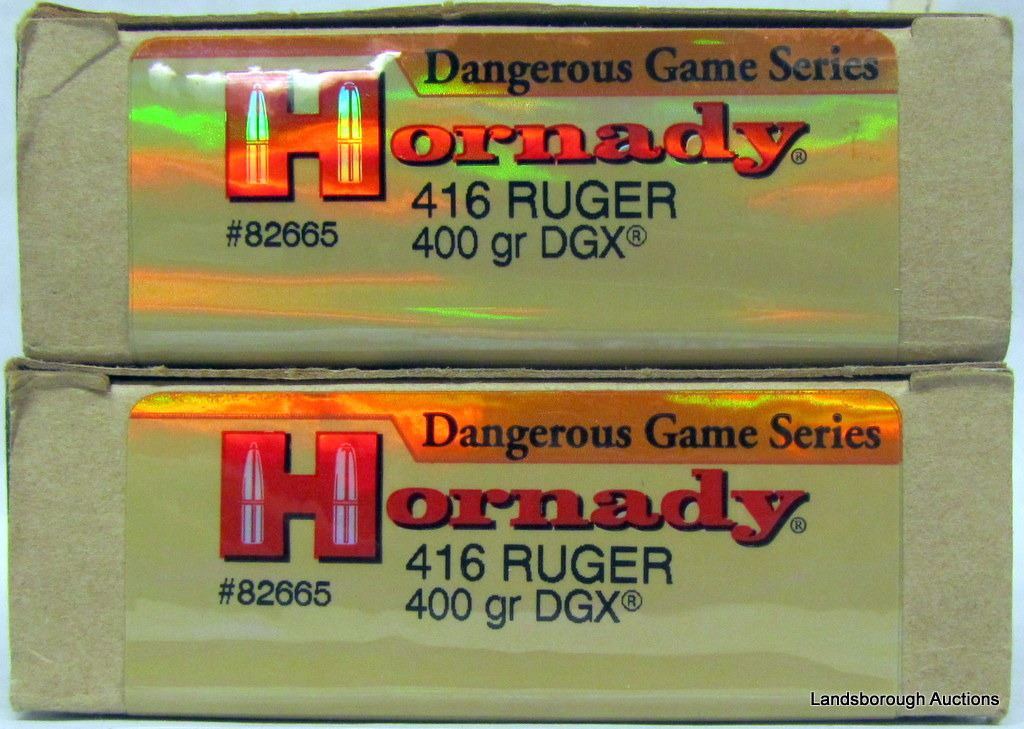 Dangerous Game Series
Hornady®
416 RUGER
#82665
400 gr DGX®
Dangerous Game Series
Hornady®
416 RUGER
#82665
400 gr DGX®
Landsborough Auctions